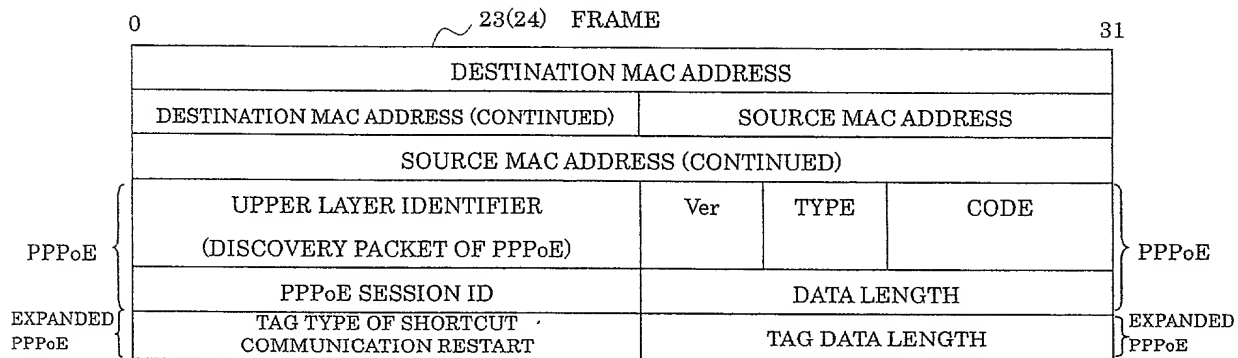 0 23(24) FRAME 31
DESTINATION MAC ADDRESS
DESTINATION MAC ADDRESS (CONTINUED) SOURCE MAC ADDRESS
SOURCE MAC ADDRESS (CONTINUED)
UPPER LAYER IDENTIFIER Ver TYPE CODE
(DISCOVERY PACKET OF PPPoE)
PPPoE PPPoE
PPPoE SESSION ID DATA LENGTH
EXPANDED TAG TYPE OF SHORTCUT TAG DATA LENGTH EXPANDED
PPPoE COMMUNICATION RESTART PPPoE